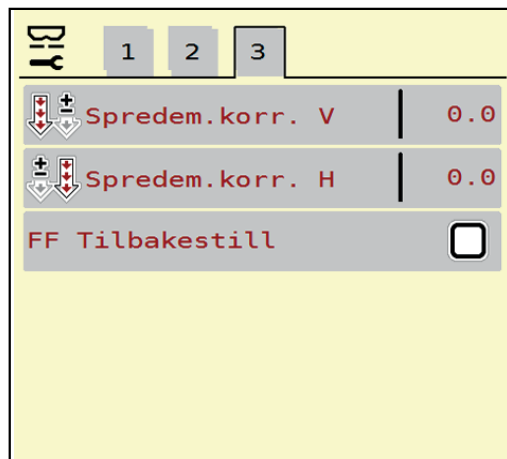 1 2 3
Spredem.korr. V 0.0
Spredem.korr. H 0.0
FF Tilbakestill